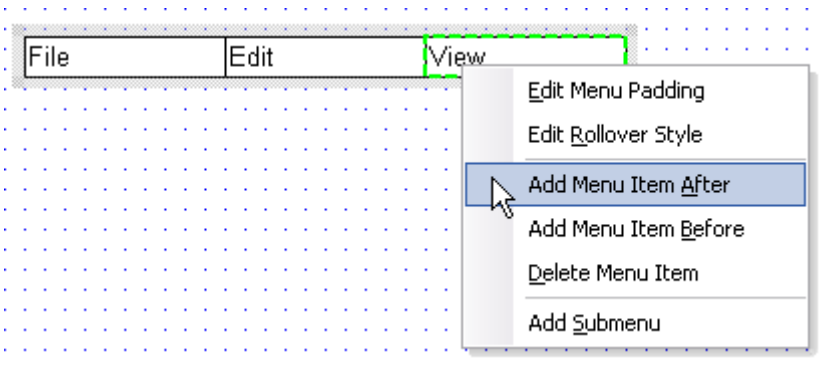 File Edit View
Edit Menu Padding
Edit Rollover Style
Add Menu Item After
Add Menu Item Before
Delete Menu Item
Add Submenu